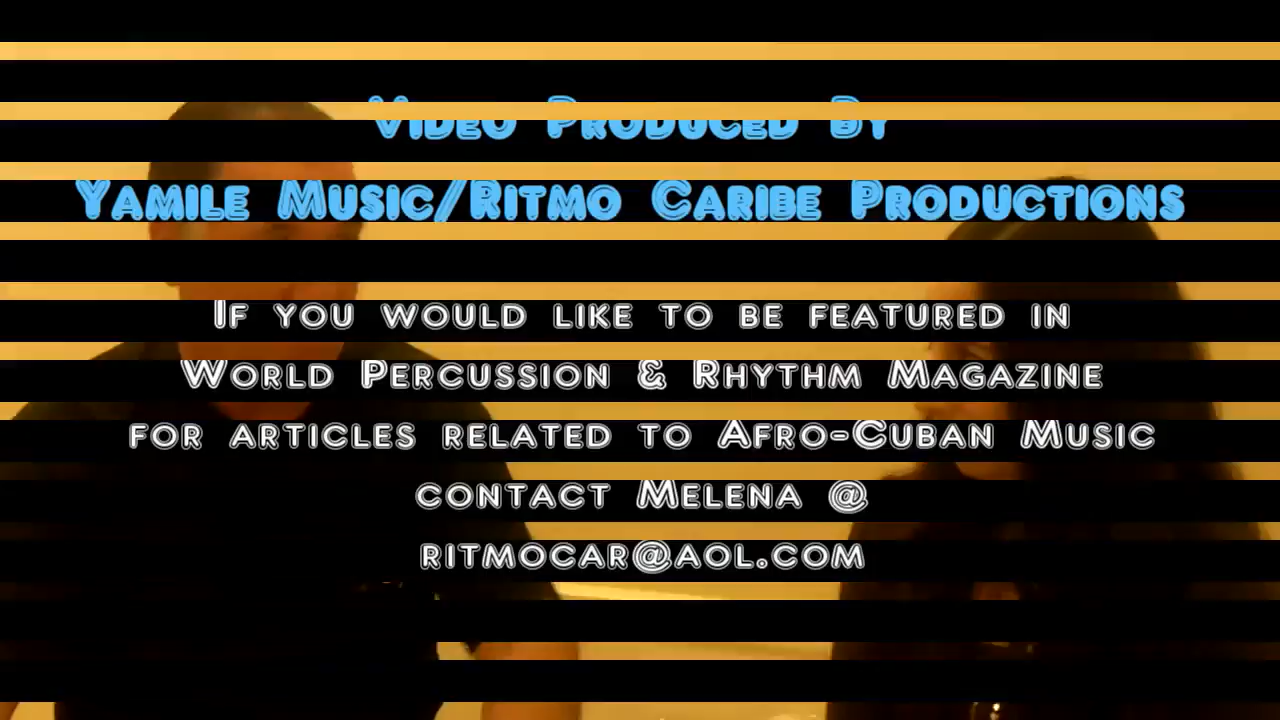 Video Produced By
Yamile Music/Ritmo Caribe Productions
If you would like to be featured in
World Percussion & Rhythm Magazine
for articles related to Afro-Cuban Music
contact Melena @
ritmocar@aol.com